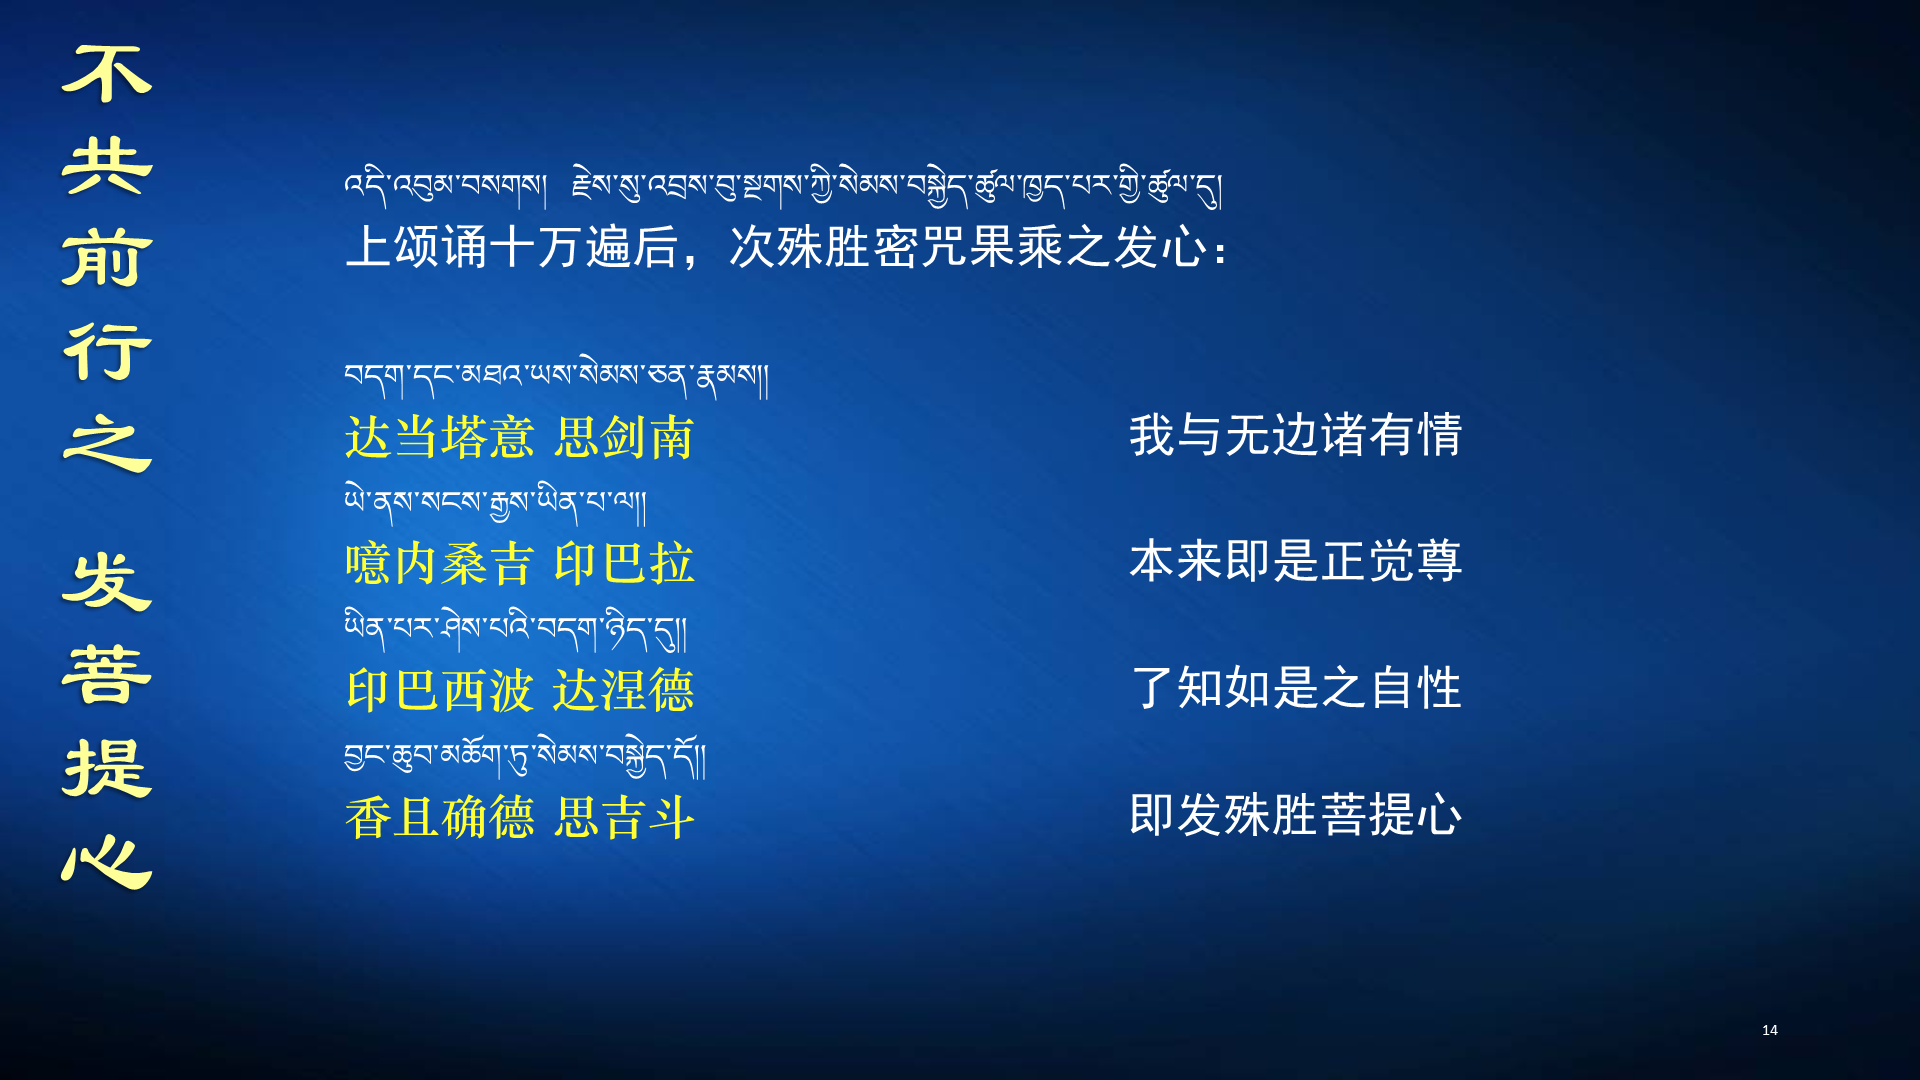 不共前行之 发菩提心
འདི་འབུམ་བསགས། རྗེས་སུ་འབྲས་བུ་སྔགས་ཀྱི་སེམས་བསྐྱེད་ཚུལ་ཁྱད་པར་གྱི་ཚུལ་དུ།
上颂诵十万遍后，次殊胜密咒果乘之发心：
བདག་དང་མཐའ་ཡས་སེམས་ཅན་རྣམས།།
达当塔意 思剑南 我与无边诸有情
ཡེ་ནས་སངས་རྒྱས་ཡིན་པ་ལ།།
噫内桑吉 印巴拉 本来即是正觉尊
ཡིན་པར་ཤེས་པའི་བདག་ཉིད་དུ།།
印巴西波 达涅德 了知如是之自性
བྱང་ཆུབ་མཆོག་ཏུ་སེམས་བསྐྱེད་དོ།།
香且确德 思吉斗 即发殊胜菩提心
14